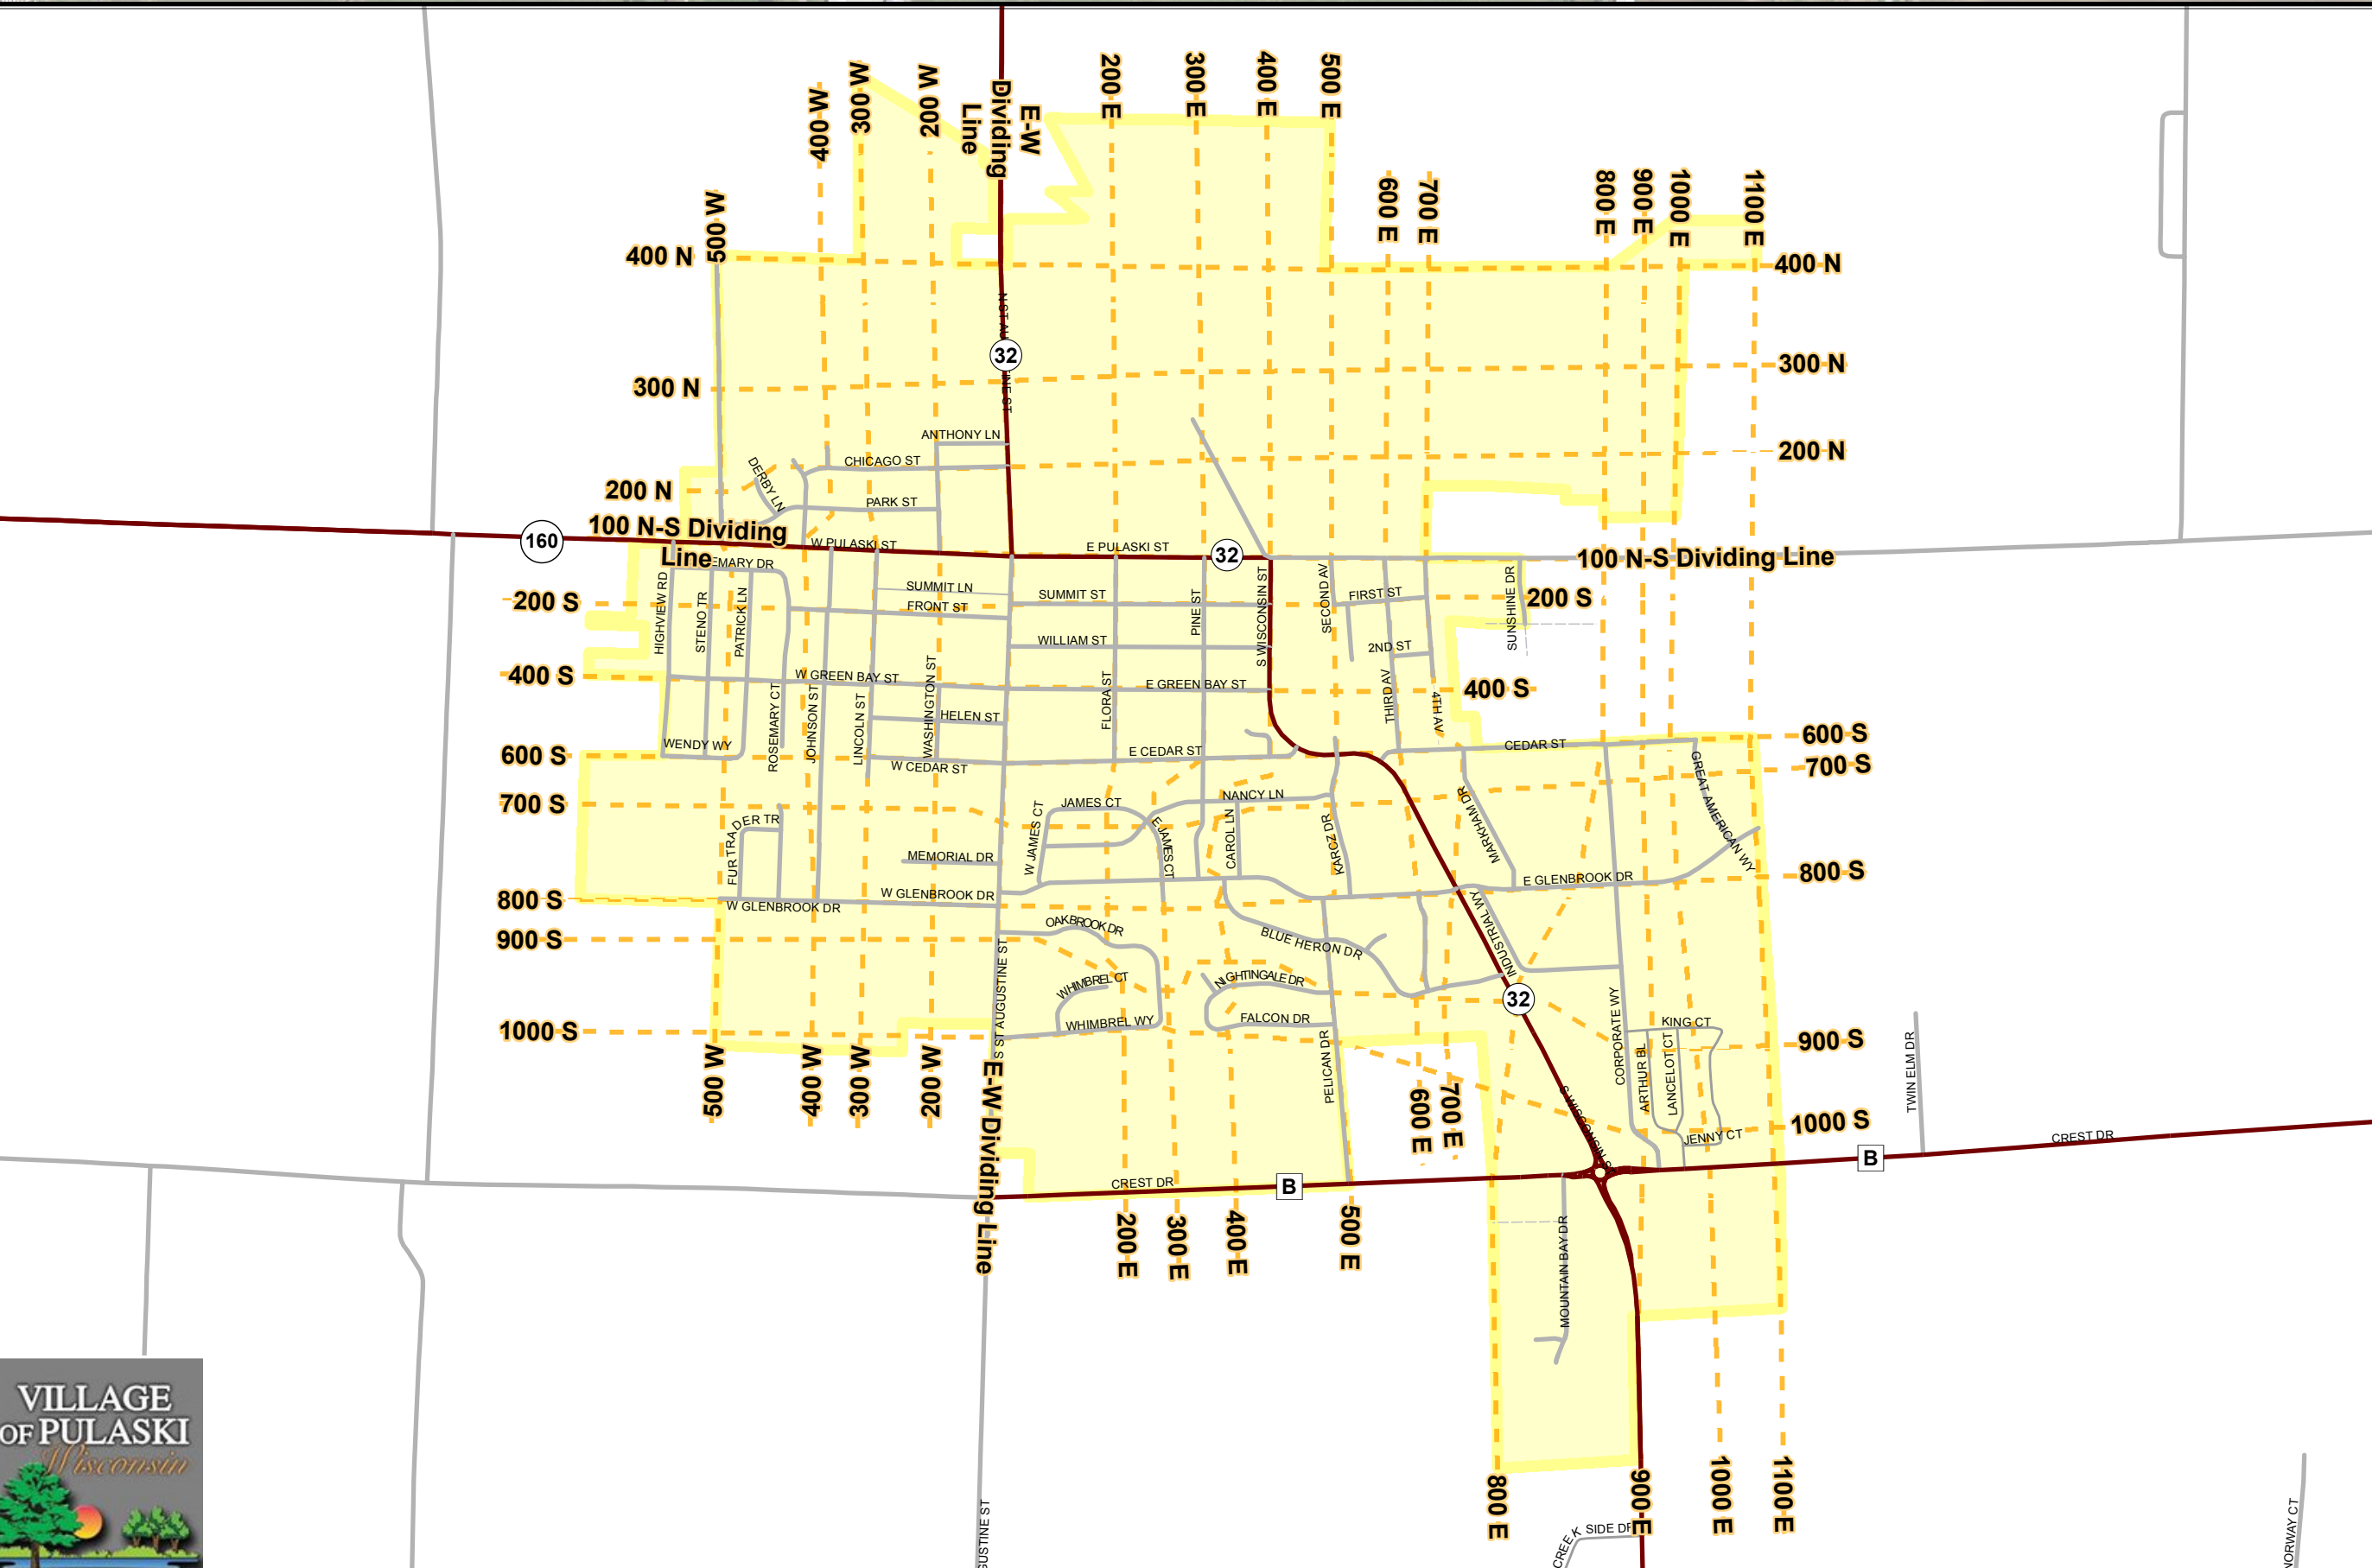 400 W
300 W
200 W
E-W
Dividing
Line
200 E
300 E
400 E
500 E
500 W
600 E
700 E
800 E
900 E
1000 E
1100 E
400 N
400 N
32
300 N
300 N
ANTHONY LN
CHICAGO ST
DERBY LN
PARK ST
200 N
200 N
160
100 N-S Dividing
Line
W PULASKI ST
E PULASKI ST
32
100 N-S Dividing Line
200 S
HIGHVIEW RD
STENO TR
PATRICK LN
SUMMIT LN
FRONT ST
SUMMIT ST
WILLIAM ST
PINE ST
S WISCONSIN ST
SECOND AV
FIRST ST
2ND ST
SUNSHINE DR
200 S
400 S
W GREEN BAY ST
E GREEN BAY ST
400 S
ROSEMARY CT
JOHNSON ST
LINCOLN ST
WASHINGTON ST
HELEN ST
FLORA ST
THIRD AV
4TH AV
600 S
WENDY WY
W CEDAR ST
E CEDAR ST
CEDAR ST
600 S
700 S
700 S
FUR TRADER TR
MEMORIAL DR
W JAMES CT
JAMES CT
E JAMES CT
NANCY LN
CAROL LN
KARCZ DR
MARKHAM DR
GREAT AMERICAN WY
800 S
W GLENBROOK DR
W GLENBROOK DR
E GLENBROOK DR
800 S
900 S
OAKBROOK DR
BLUE HERON DR
INDUSTRIAL WY
WHIMBREL CT
NIGHTINGALE DR
32
1000 S
S ST AUGUSTINE ST
WHIMBREL WY
FALCON DR
PELICAN DR
CORPORATE WY
KING CT
ARTHUR BL
LANCELOT CT
JENNY CT
900 S
1000 S
TWIN ELM DR
500 W
400 W
300 W
200 W
E-W Dividing Line
600 E
700 E
S WISCONSIN ST
CREST DR
B
B
CREST DR
200 E
300 E
400 E
500 E
MOUNTAIN BAY DR
800 E
900 E
1000 E
1100 E
CREEK SIDE DR
NORWAY CT
VILLAGE
OF PULASKI
Wisconsin